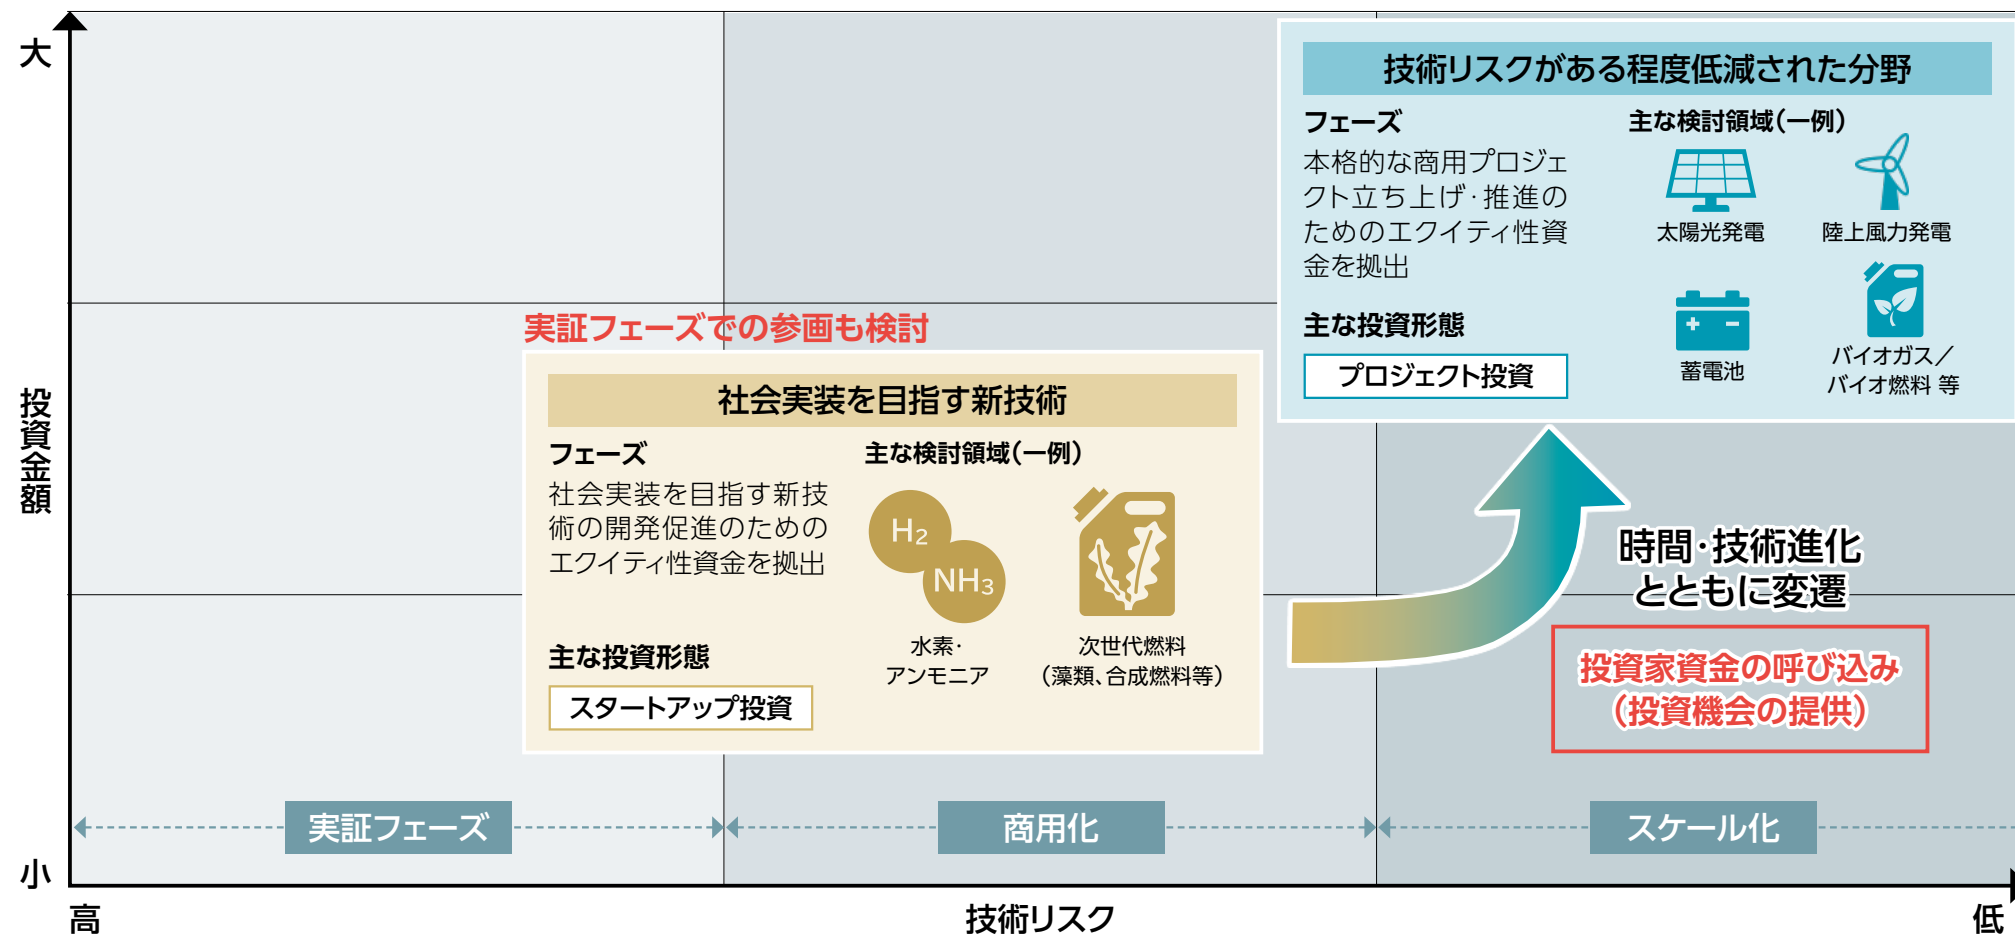 大
投資金額
小
高
技術リスク
低
実証フェーズ
商用化
スケール化
実証フェーズでの参画も検討
社会実装を目指す新技術
フェーズ
社会実装を目指す新技
術の開発促進のための
エクイティ性資金を拠出
主な投資形態
スタートアップ投資
主な検討領域(一例)
H₂
NH₃
水素・
アンモニア
次世代燃料
(藻類、合成燃料等)
技術リスクがある程度低減された分野
フェーズ
本格的な商用プロジェ
クト立ち上げ・推進の
ためのエクイティ性資
金を拠出
主な投資形態
プロジェクト投資
主な検討領域(一例)
太陽光発電
陸上風力発電
蓄電池
バイオガス／
バイオ燃料 等
時間・技術進化
とともに変遷
投資家資金の呼び込み
(投資機会の提供)